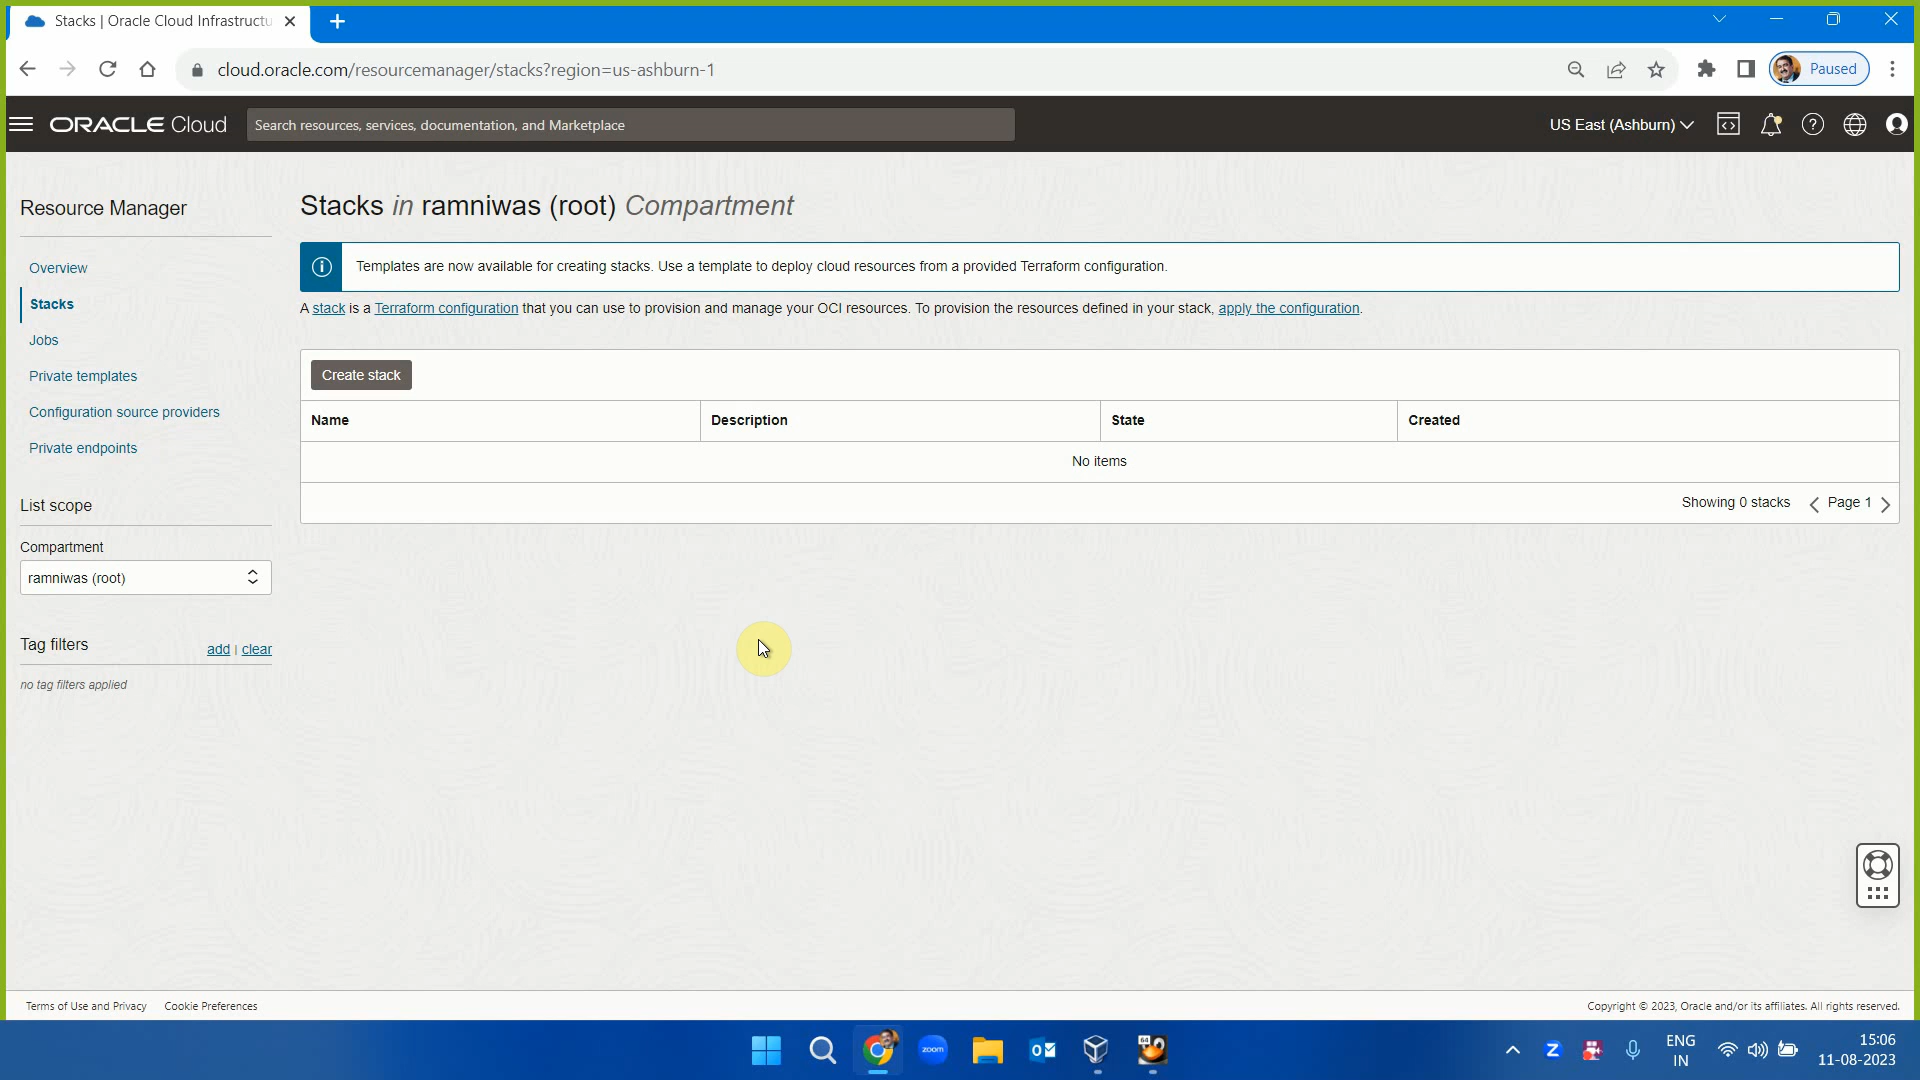 Stacks | Oracle Cloud Infrastructu
cloud.oracle.com/resourcemanager/stacks?region=us-ashburn-1
Paused
ORACLE Cloud
Search resources, services, documentation, and Marketplace
US East (Ashburn)
Resource Manager
Overview
Stacks
Jobs
Private templates
Configuration source providers
Private endpoints
List scope
Compartment
ramniwas (root)
Tag filters
add | clear
no tag filters applied
Stacks in ramniwas (root) Compartment
Templates are now available for creating stacks. Use a template to deploy cloud resources from a provided Terraform configuration.
A stack is a Terraform configuration that you can use to provision and manage your OCI resources. To provision the resources defined in your stack, apply the configuration.
Create stack
Name Description State Created
No items
Showing 0 stacks Page 1
Terms of Use and Privacy Cookie Preferences
Copyright © 2023, Oracle and/or its affiliates. All rights reserved.
zoom
64
ENG
IN
15:06
11-08-2023